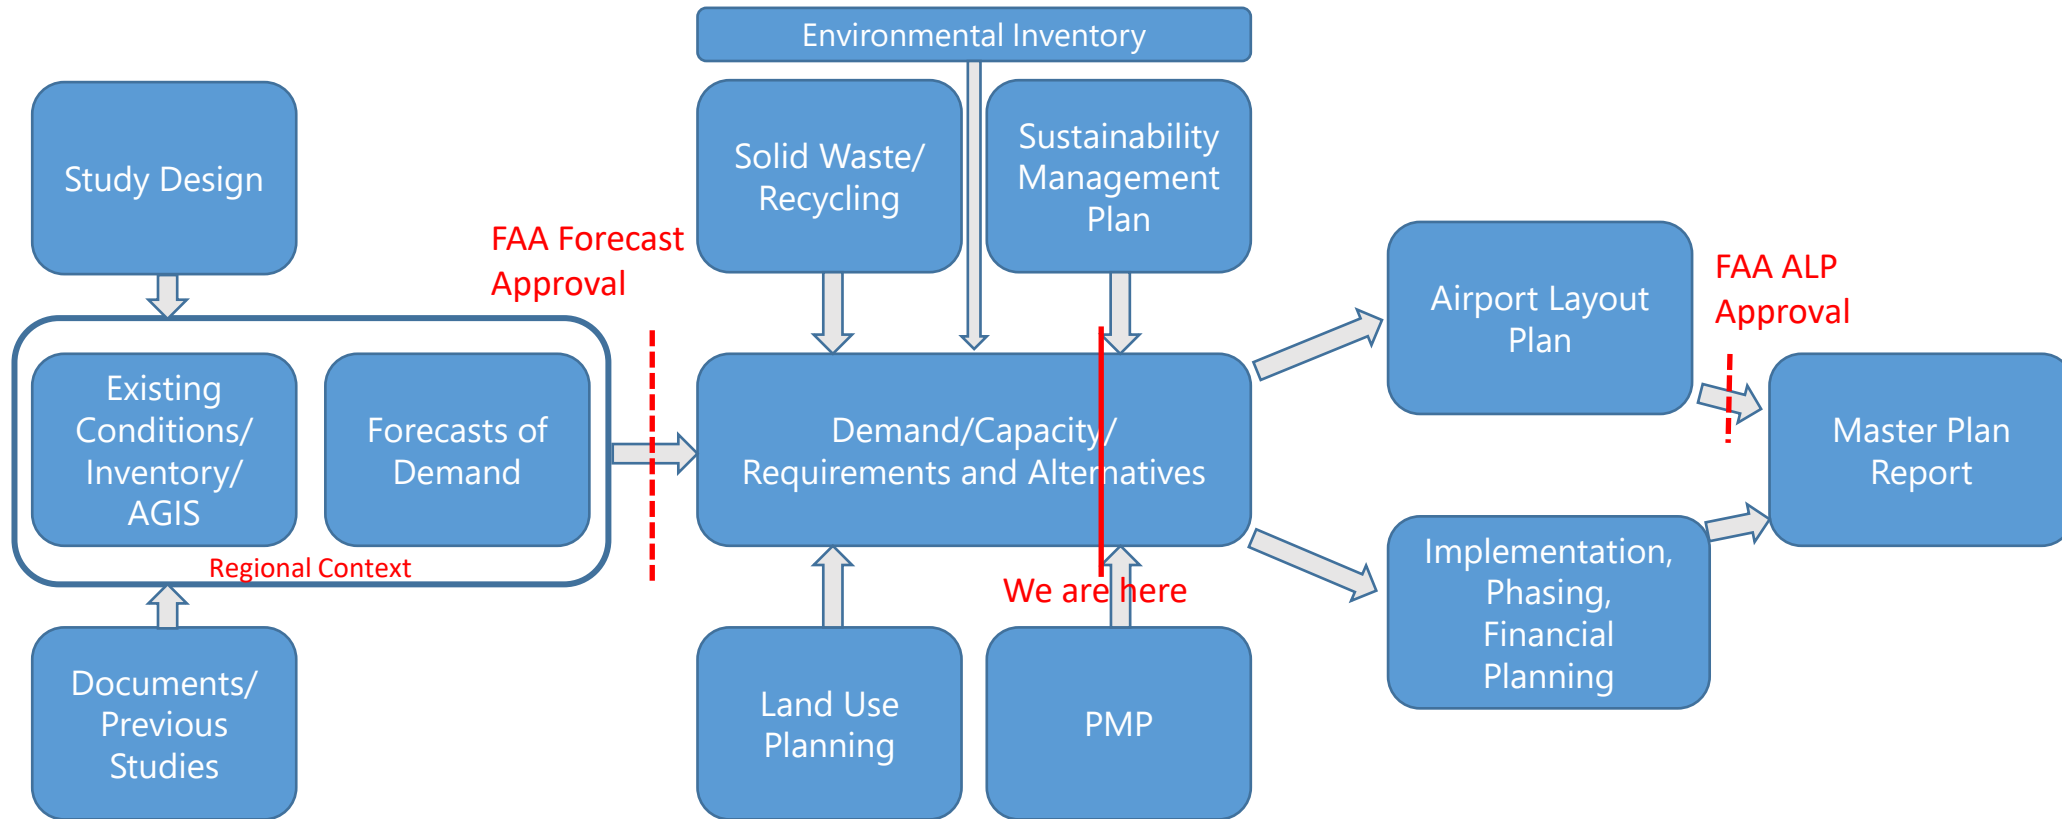 Environmental Inventory
Study Design
Solid Waste/
Recycling
Sustainability
Management
Plan
FAA Forecast
Approval
Existing
Conditions/
Inventory/
AGIS
Forecasts of
Demand
Regional Context
Demand/Capacity/
Requirements and Alternatives
We are here
Documents/
Previous
Studies
Land Use
Planning
PMP
Airport Layout
Plan
FAA ALP
Approval
Implementation,
Phasing,
Financial
Planning
Master Plan
Report